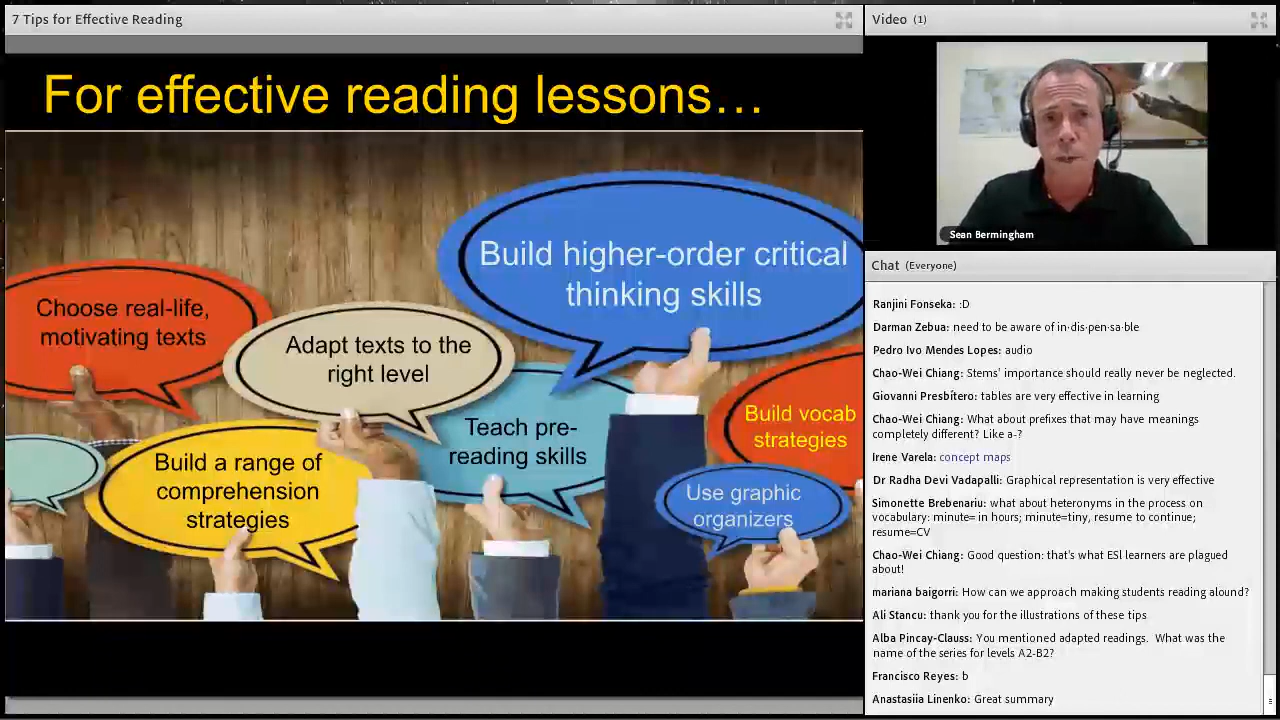 7 Tips for Effective Reading
For effective reading lessons…
Choose real-life,
motivating texts
Adapt texts to the
right level
Build higher-order critical
thinking skills
Build a range of
comprehension
strategies
Teach pre-
reading skills
Build vocab
strategies
Use graphic
organizers
Video (1)
Sean Bermingham
Chat (Everyone)
Ranjini Fonseka: :D
Darman Zebua: need to be aware of in·dis·pen·sa·ble
Pedro Ivo Mendes Lopes: audio
Chao-Wei Chiang: Stems' importance should really never be neglected.
Giovanni Presbítero: tables are very effective in learning
Chao-Wei Chiang: What about prefixes that may have meanings
completely different? Like a-?
Irene Varela: concept maps
Dr Radha Devi Vadapalli: Graphical representation is very effective
Simonette Brebenariu: what about heteronyms in the process on
vocabulary: minute= in hours; minute=tiny, resume to continue;
resume=CV
Chao-Wei Chiang: Good question: that's what ESl learners are plagued
about!
mariana baigorri: How can we approach making students reading alound?
Ali Stancu: thank you for the illustrations of these tips
Alba Pincay-Clauss: You mentioned adapted readings. What was the
name of the series for levels A2-B2?
Francisco Reyes: b
Anastasiia Linenko: Great summary